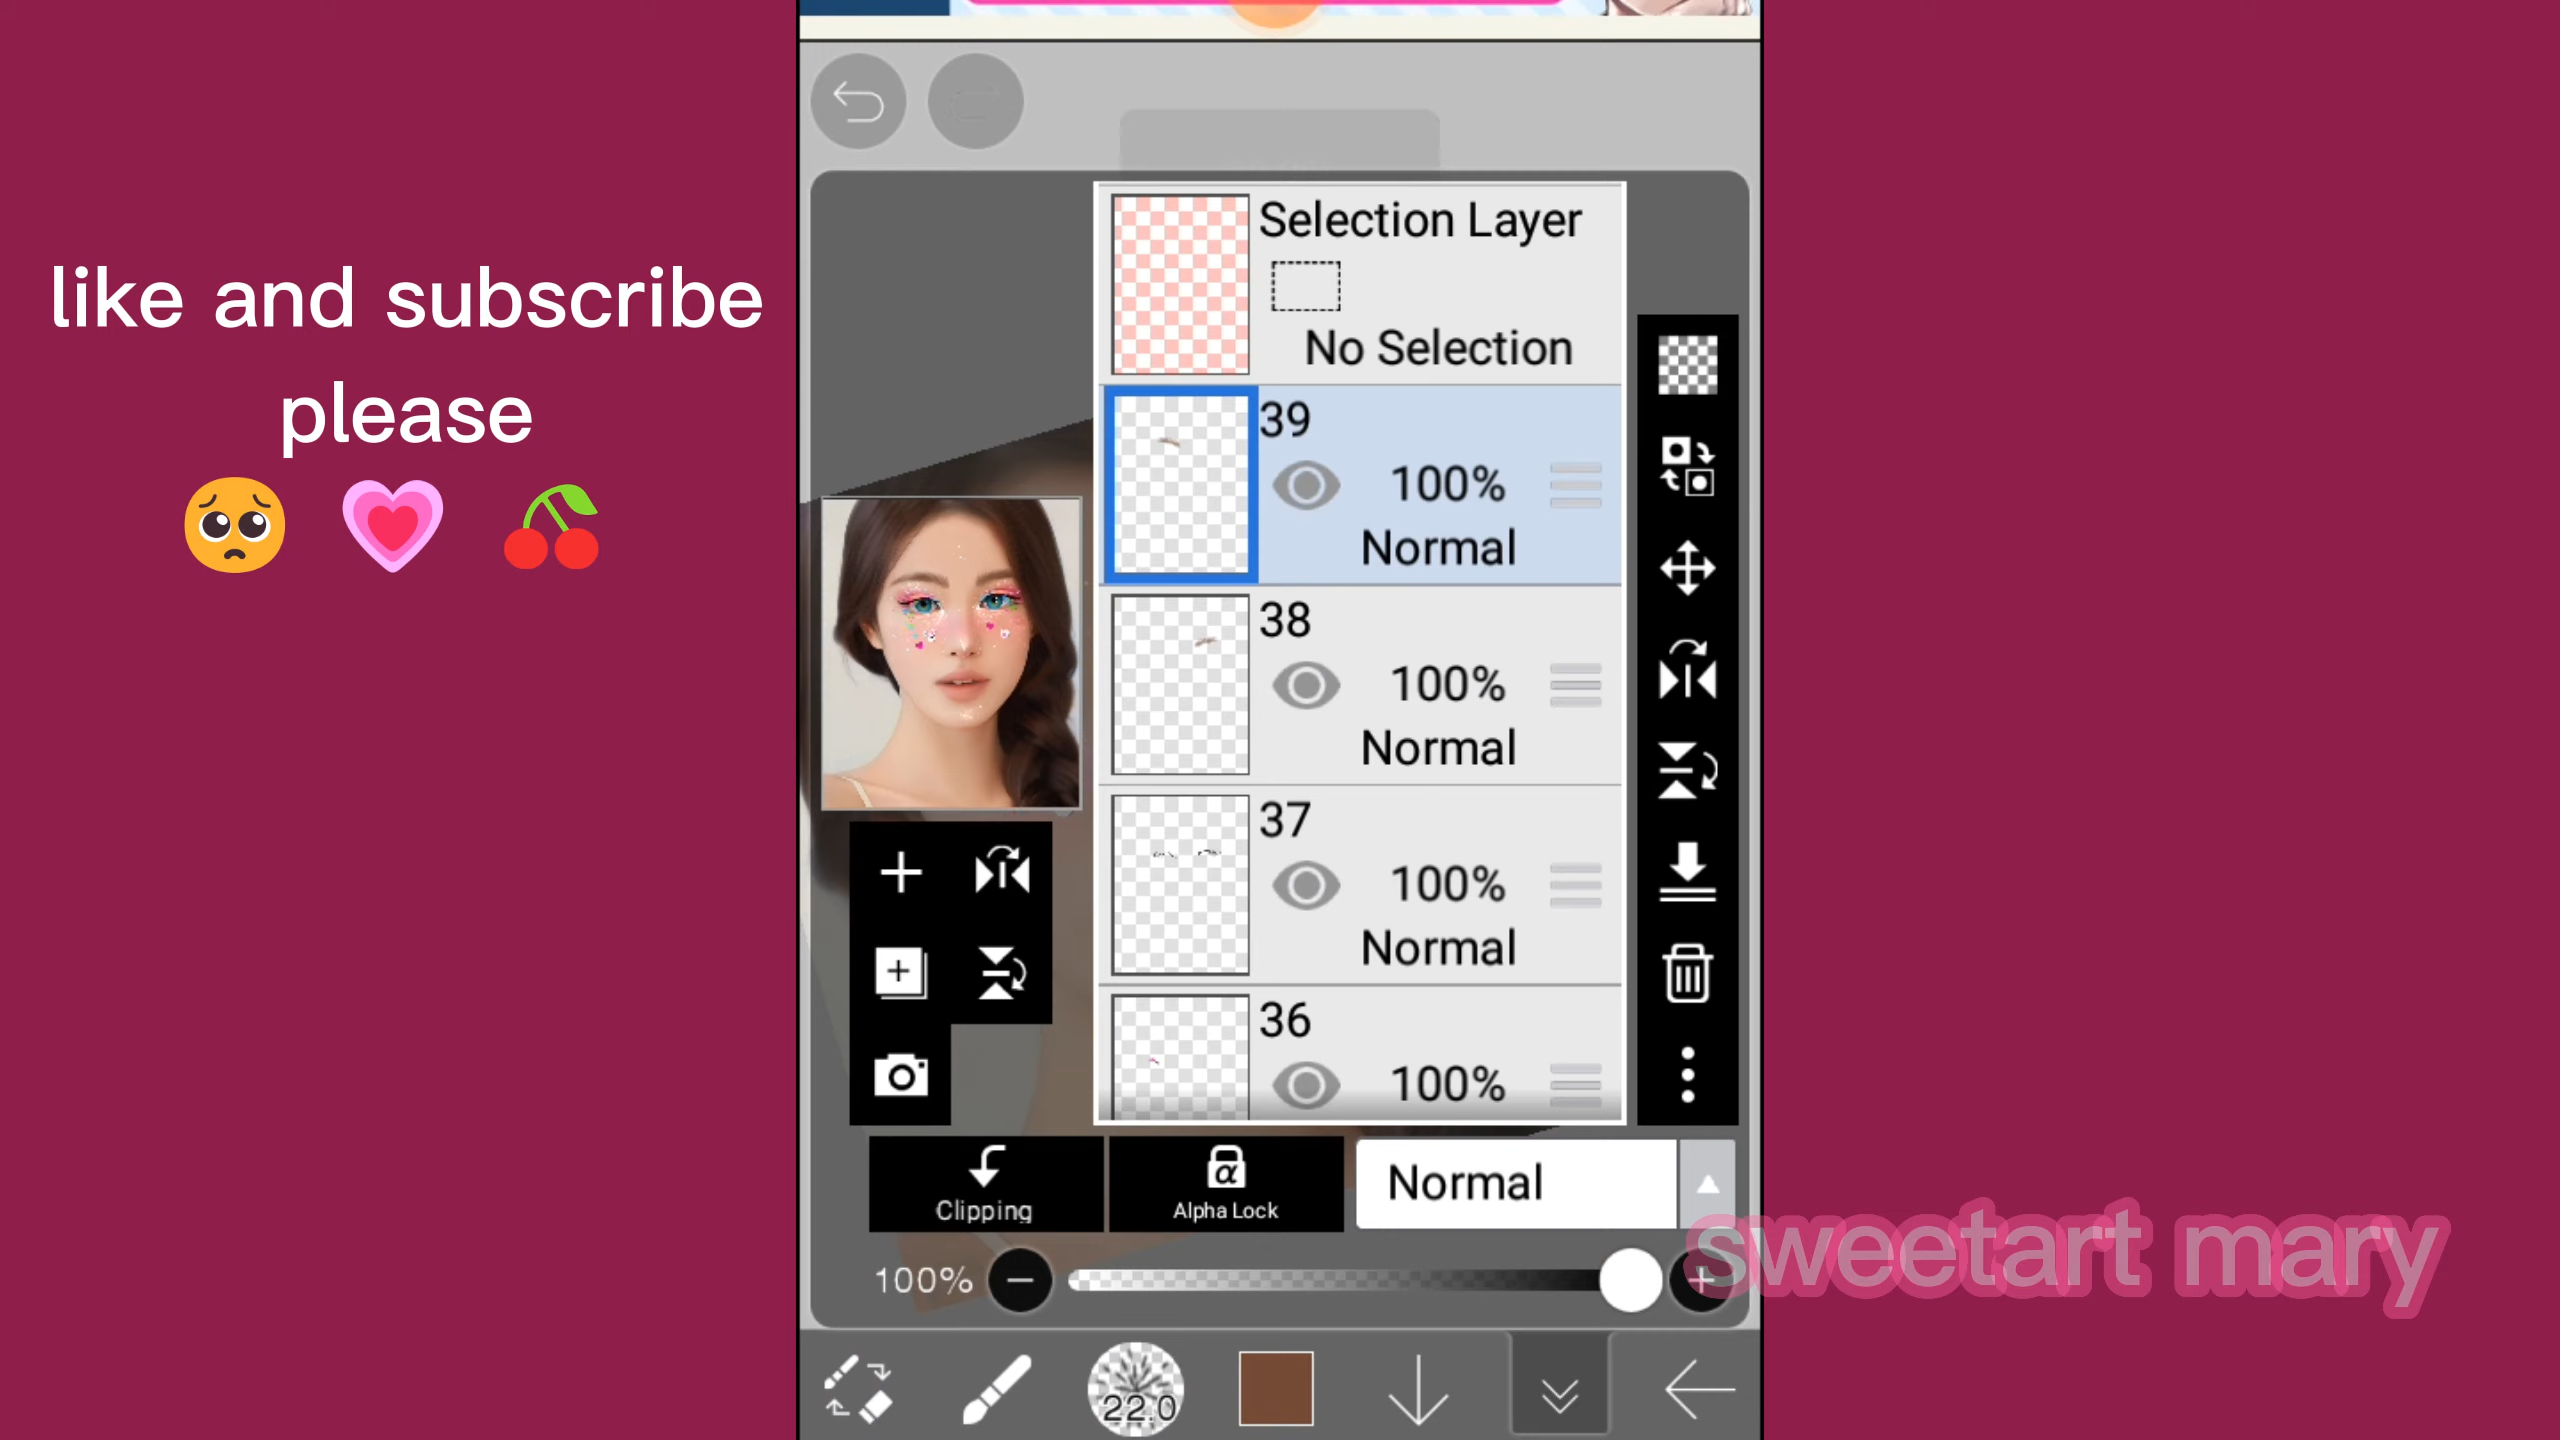 like and subscribe
please
Selection Layer
No Selection
39
100%
Normal
38
100%
Normal
37
100%
Normal
36
100%
Clipping
α
Alpha Lock
Normal
100%
22.0
sweetart mary